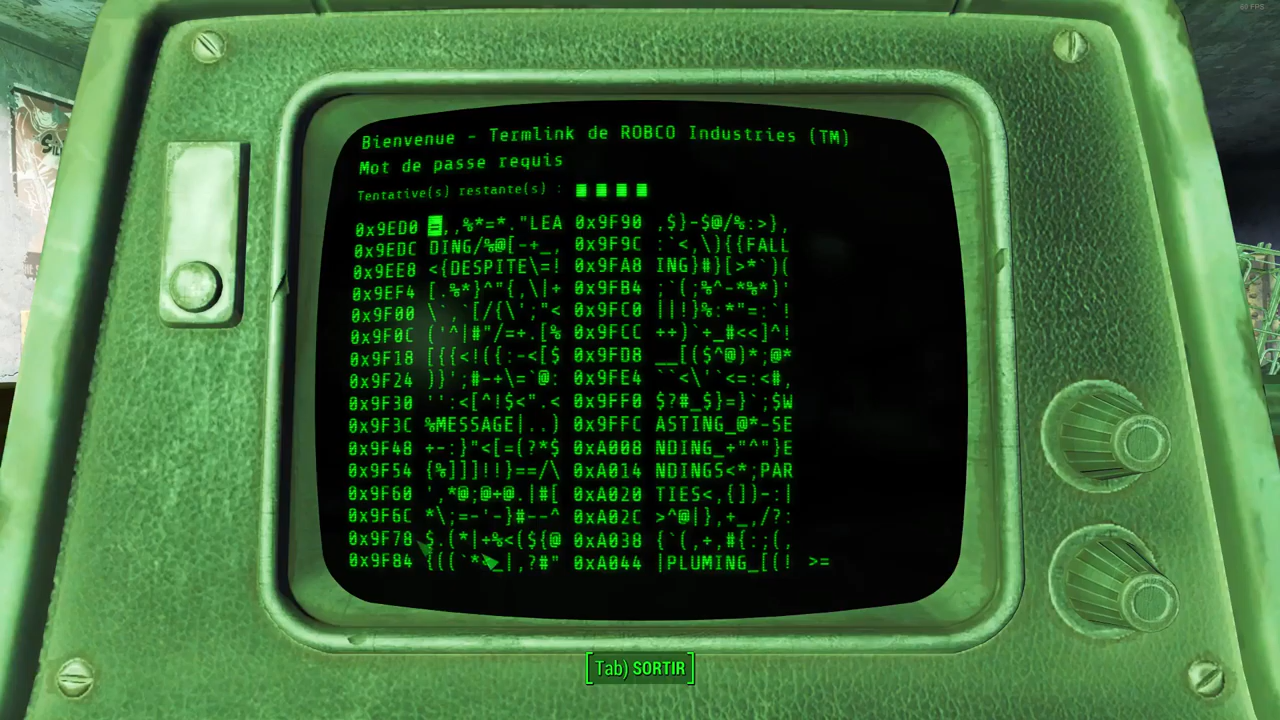 60 FPS
Bienvenue - Termlink de ROBCO Industries (TM)
Mot de passe requis
Tentative(s) restante(s) :
0x9ED0 =,,%*=*."LEA 0x9F90 ,$}-$@/%:>},
0x9EDC DING/%@[-+_, 0x9F9C :`<,\){{FALL
0x9EE8 <{DESPITE\=! 0x9FA8 ING}#}[>*`)(
0x9EF4 [.%*}^"{,\|+ 0x9FB4 ;`(;%^-*%*)'
0x9F00 \`,`[/{\';"< 0x9FC0 ||!}%:*"=:`!
0x9F0C ('^|#"/=+.[% 0x9FCC ++)`+_#<<]^!
0x9F18 [{{<!({:-<[$ 0x9FD8 __[($^@)*;@*
0x9F24 )}';#-+\=`@: 0x9FE4 ``<\'`<=:<#,
0x9F30 '':<[^!$<".< 0x9FF0 $?#_$}=}`;$W
0x9F3C %MESSAGE|..) 0x9FFC ASTING_@*-SE
0x9F48 +-:}"<[=(?*$ 0xA008 NDING_+"^"}E
0x9F54 {%]]]!!}==/\ 0xA014 NDINGS<*;PAR
0x9F60 ',*@;@+@.|#[ 0xA020 TIES<,{])-:|
0x9F6C *\;=-'-}#--^ 0xA02C >^@|},+_,/?:
0x9F78 $.(*|+%<(${@ 0xA038 {`(,+,#{:;(,
0x9F84 {((`*%_|,?#" 0xA044 |PLUMING_[(! >=
[Tab) SORTIR]